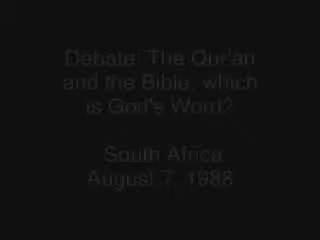 Debate: The Qur'an
and the Bible, which
is God's Word?
South Africa
August 7, 1988